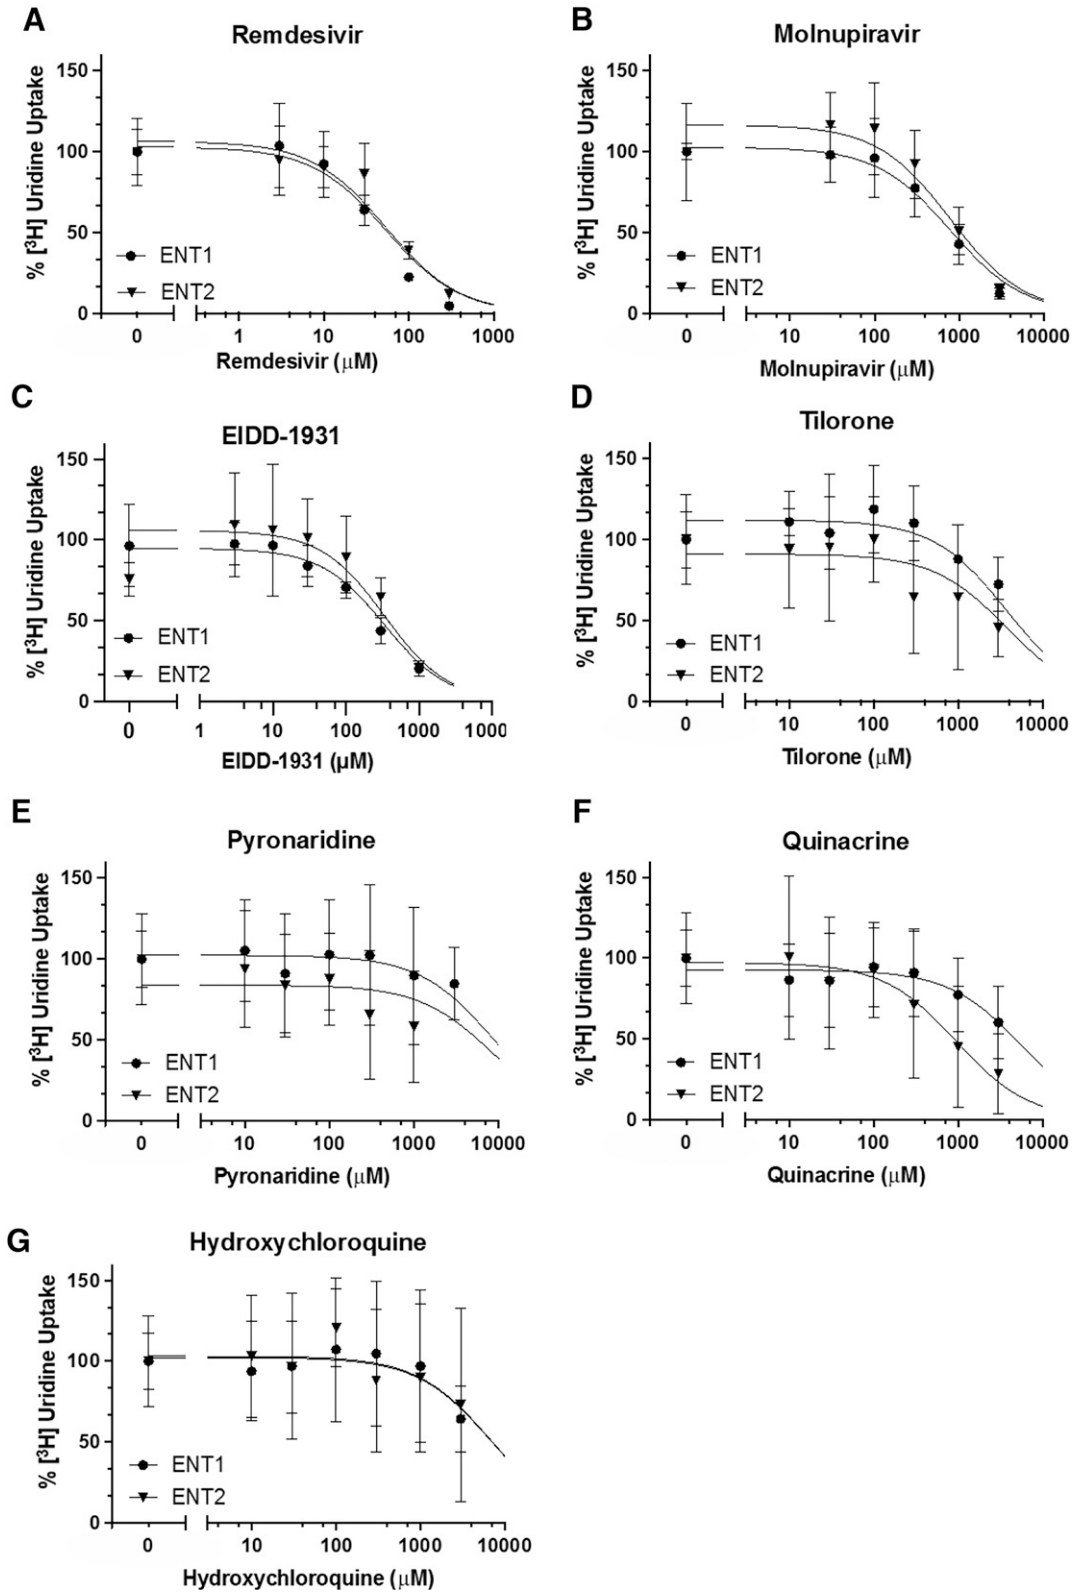 A
Remdesivir
% [³H] Uridine Uptake
150
100
50
0
ENT1
ENT2
0 1 10 100 1000
Remdesivir (μM)
B
Molnupiravir
% [³H] Uridine Uptake
150
100
50
0
ENT1
ENT2
0 10 100 1000 10000
Molnupiravir (μM)
C
EIDD-1931
% [³H] Uridine Uptake
150
100
50
0
ENT1
ENT2
0 1 10 100 1000 1000
EIDD-1931 (μM)
D
Tilorone
% [³H] Uridine Uptake
150
100
50
0
ENT1
ENT2
0 10 100 1000 10000
Tilorone (μM)
E
Pyronaridine
% [³H] Uridine Uptake
150
100
50
0
ENT1
ENT2
0 10 100 1000 10000
Pyronaridine (μM)
F
Quinacrine
% [³H] Uridine Uptake
150
100
50
0
ENT1
ENT2
0 10 100 1000 10000
Quinacrine (μM)
G
Hydroxychloroquine
% [³H] Uridine Uptake
150
100
50
0
ENT1
ENT2
0 10 100 1000 10000
Hydroxychloroquine (μM)